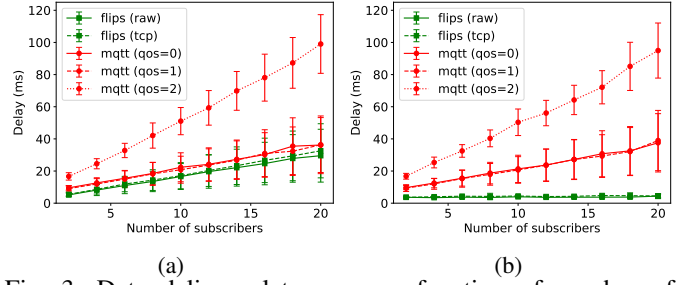 120
100
80
60
40
20
0
Delay (ms)
flips (raw)
flips (tcp)
mqtt (qos=0)
mqtt (qos=1)
mqtt (qos=2)
5
10
15
20
Number of subscribers
(a)
120
100
80
60
40
20
0
Delay (ms)
flips (raw)
flips (tcp)
mqtt (qos=0)
mqtt (qos=1)
mqtt (qos=2)
5
10
15
20
Number of subscribers
(b)